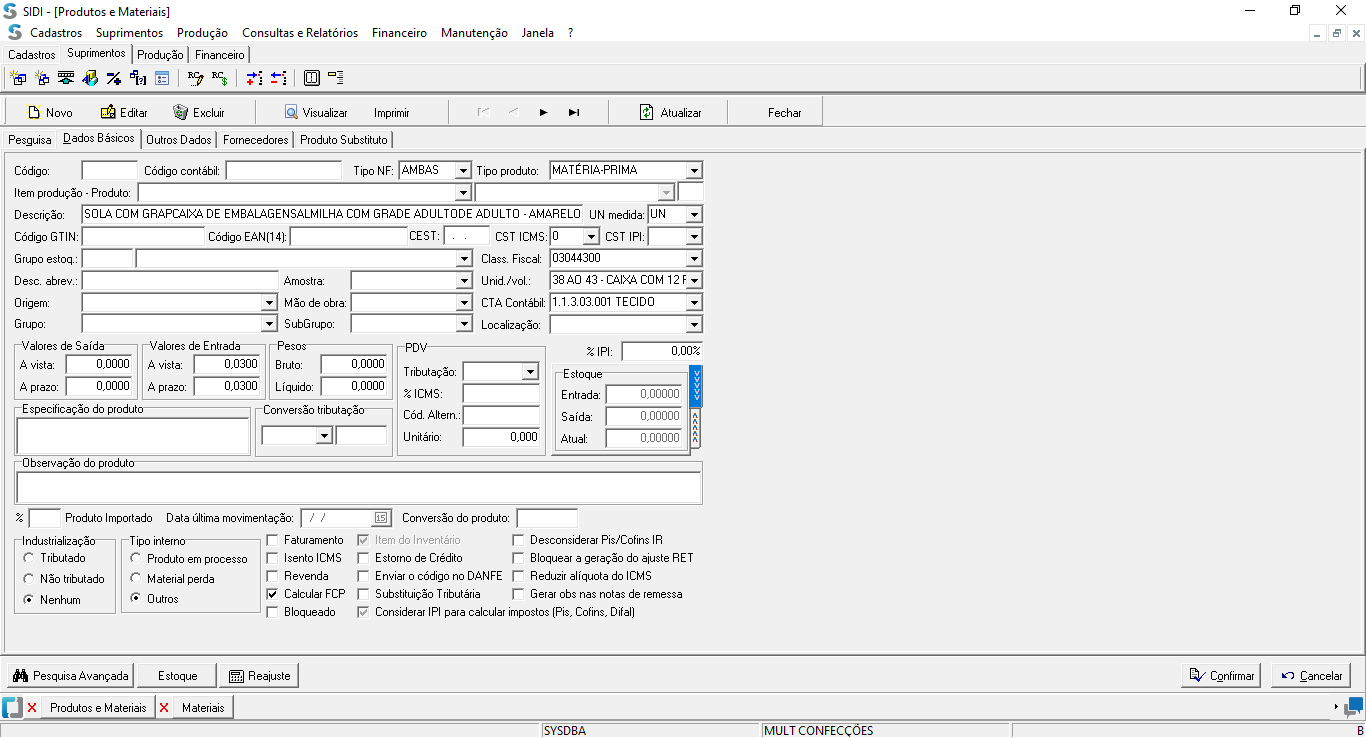 SIDI - [Produtos e Materiais]
Cadastros Suprimentos Produção Consultas e Relatórios Financeiro Manutenção Janela ?
Cadastros Suprimentos Produção Financeiro
Novo Editar Excluir Visualizar Imprimir Atualizar Fechar
Pesquisa Dados Básicos Outros Dados Fornecedores Produto Substituto
Código: Código contábil: Tipo NF: AMBAS Tipo produto: MATÉRIA-PRIMA
Item produção - Produto:
Descrição: SOLA COM GRAPCAIXA DE EMBALAGENSALMILHA COM GRADE ADULTODE ADULTO - AMARELO UN medida: UN
Código GTIN: Código EAN(14): CEST: . . CST ICMS: 0 CST IPI:
Grupo estoq.: Class. Fiscal: 03044300
Desc. abrev.: Amostra: Unid./vol.: 38 AO 43 - CAIXA COM 12 F
Origem: Mão de obra: CTA Contábil: 1.1.3.03.001 TECIDO
Grupo: SubGrupo: Localização:
Valores de Saída Valores de Entrada Pesos PDV % IPI: 0,00%
A vista: 0,0000 A vista: 0,0300 Bruto: 0,0000 Tributação: Estoque
A prazo: 0,0000 A prazo: 0,0300 Líquido: 0,0000 % ICMS: Entrada: 0,00000
Especificação do produto Conversão tributação Cód. Altern.: Saída: 0,00000
Unitário: 0,000 Atual: 0,00000
Observação do produto
% Produto Importado Data última movimentação: / / 15 Conversão do produto:
Industrialização Tipo interno Faturamento Item do Inventário Desconsiderar Pis/Cofins IR
Tributado Produto em processo Isento ICMS Estorno de Crédito Bloquear a geração do ajuste RET
Não tributado Material perda Revenda Enviar o código no DANFE Reduzir alíquota do ICMS
Nenhum Outros Calcular FCP Substituição Tributária Gerar obs nas notas de remessa
Bloqueado Considerar IPI para calcular impostos (Pis, Cofins, Difal)
Pesquisa Avançada Estoque Reajuste Confirmar Cancelar
Produtos e Materiais Materiais
SYSDBA MULT CONFECÇÕES B